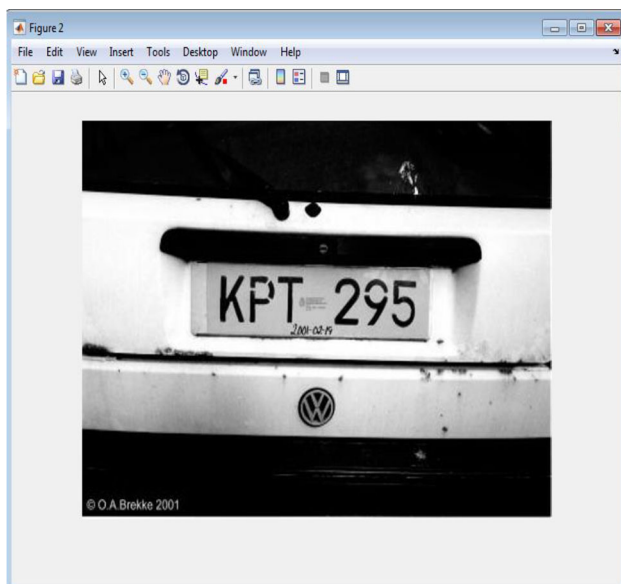 Figure 2
File Edit View Insert Tools Desktop Window Help
KPT 295
2001-02-19
© O.A.Brekke 2001